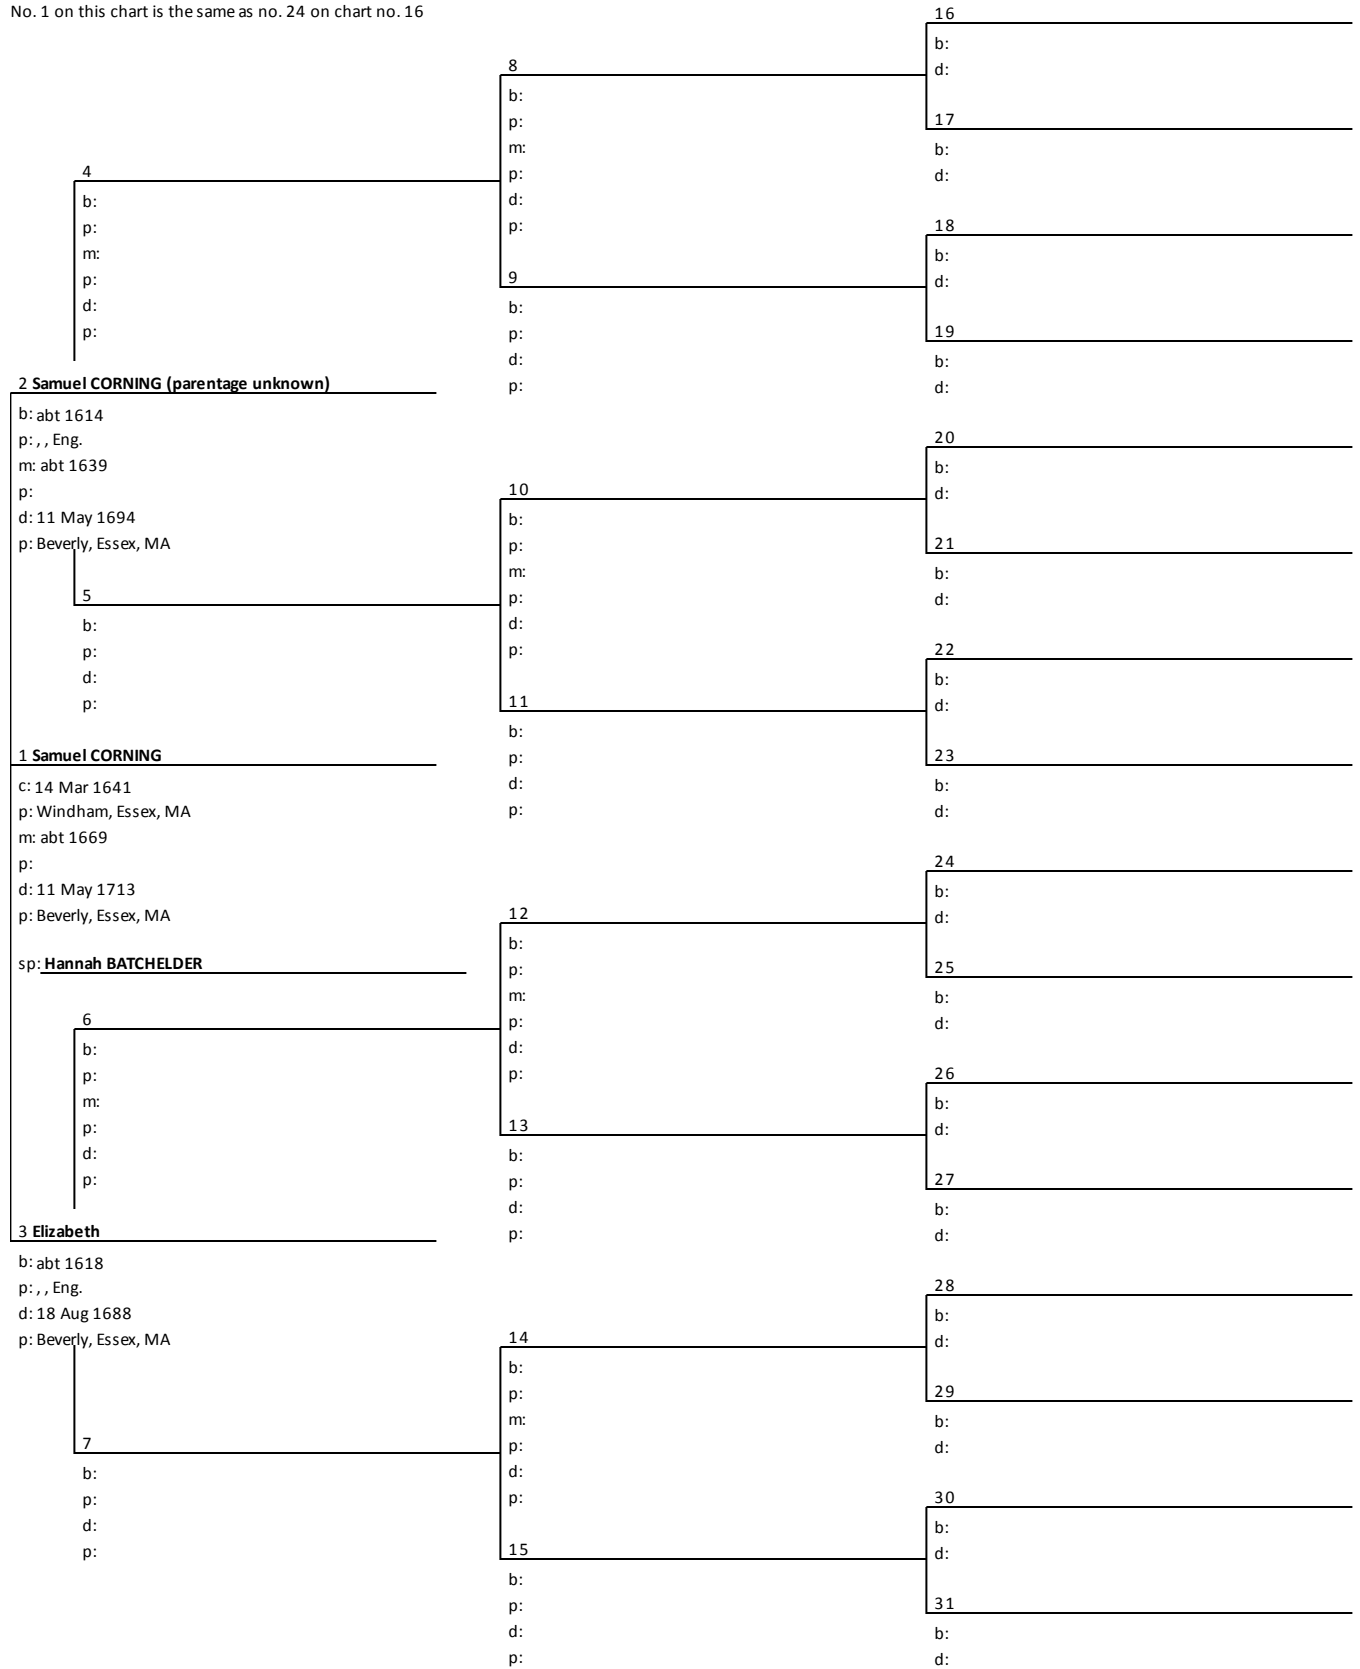 No. 1 on this chart is the same as no. 24 on chart no. 16
4
b:
p:
m:
p:
d:
p:
2 Samuel CORNING (parentage unknown)
b: abt 1614
p: , , Eng.
m: abt 1639
p:
d: 11 May 1694
p: Beverly, Essex, MA
5
b:
p:
d:
p:
1 Samuel CORNING
c: 14 Mar 1641
p: Windham, Essex, MA
m: abt 1669
p:
d: 11 May 1713
p: Beverly, Essex, MA
sp: Hannah BATCHELDER
6
b:
p:
m:
p:
d:
p:
3 Elizabeth
b: abt 1618
p: , , Eng.
d: 18 Aug 1688
p: Beverly, Essex, MA
7
b:
p:
d:
p:
8
b:
p:
m:
p:
d:
p:
9
b:
p:
d:
p:
10
b:
p:
m:
p:
d:
p:
11
b:
p:
d:
p:
12
b:
p:
m:
p:
d:
p:
13
b:
p:
d:
p:
14
b:
p:
m:
p:
d:
p:
15
b:
p:
d:
p:
16
b:
d:
17
b:
d:
18
b:
d:
19
b:
d:
20
b:
d:
21
b:
d:
22
b:
d:
23
b:
d:
24
b:
d:
25
b:
d:
26
b:
d:
27
b:
d:
28
b:
d:
29
b:
d:
30
b:
d:
31
b:
d: